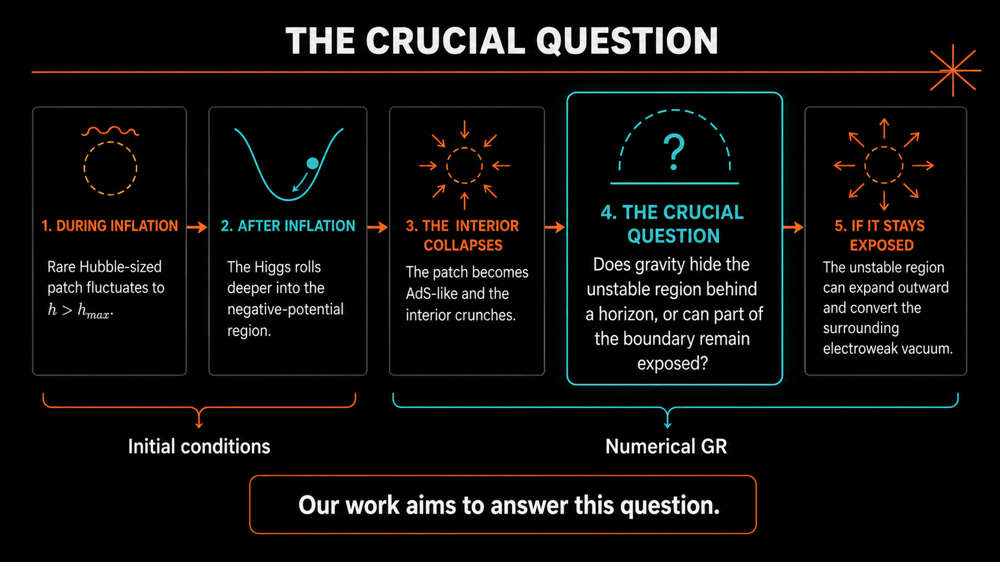 THE CRUCIAL QUESTION
1. DURING INFLATION
Rare Hubble-sized
patch fluctuates to
h > h_max.
2. AFTER INFLATION
The Higgs rolls
deeper into the
negative-potential
region.
3. THE INTERIOR
COLLAPSES
The patch becomes
AdS-like and the
interior crunches.
?
4. THE CRUCIAL
QUESTION
Does gravity hide the
unstable region behind
a horizon, or can part of
the boundary remain
exposed?
5. IF IT STAYS
EXPOSED
The unstable region
can expand outward
and convert the
surrounding
electroweak vacuum.
Initial conditions
Numerical GR
Our work aims to answer this question.